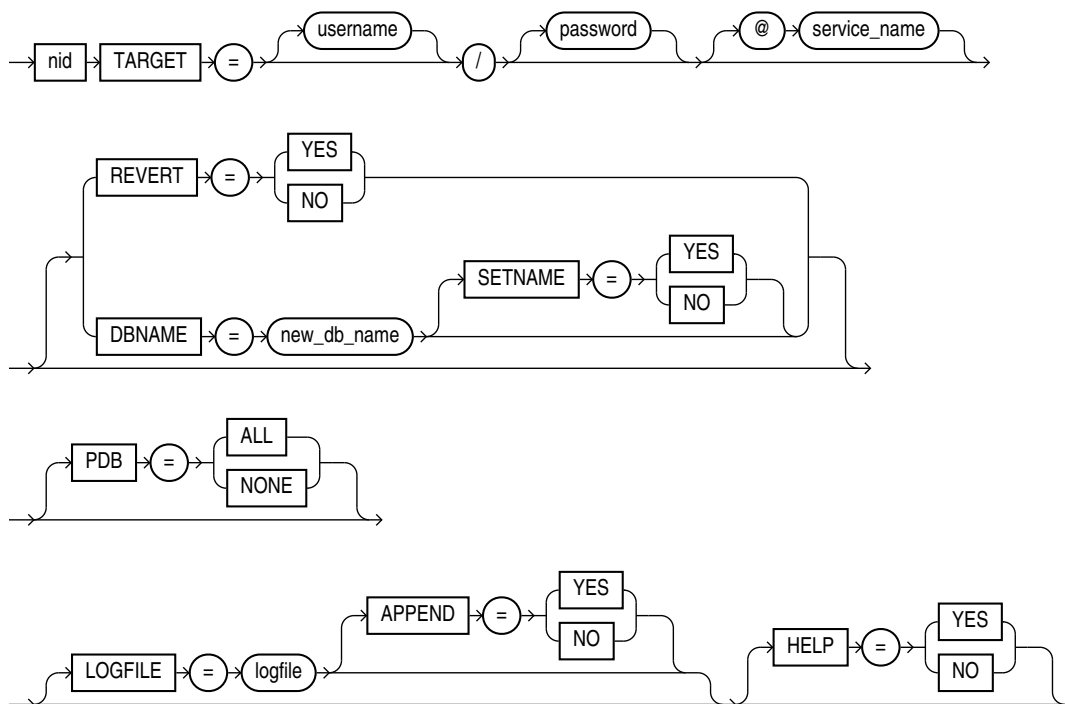 username password @ service_name
nid TARGET = /
YES
REVERT =
NO
YES
SETNAME =
NO
DBNAME = new_db_name
ALL
PDB =
NONE
YES
APPEND =
NO
LOGFILE = logfile
YES
HELP =
NO